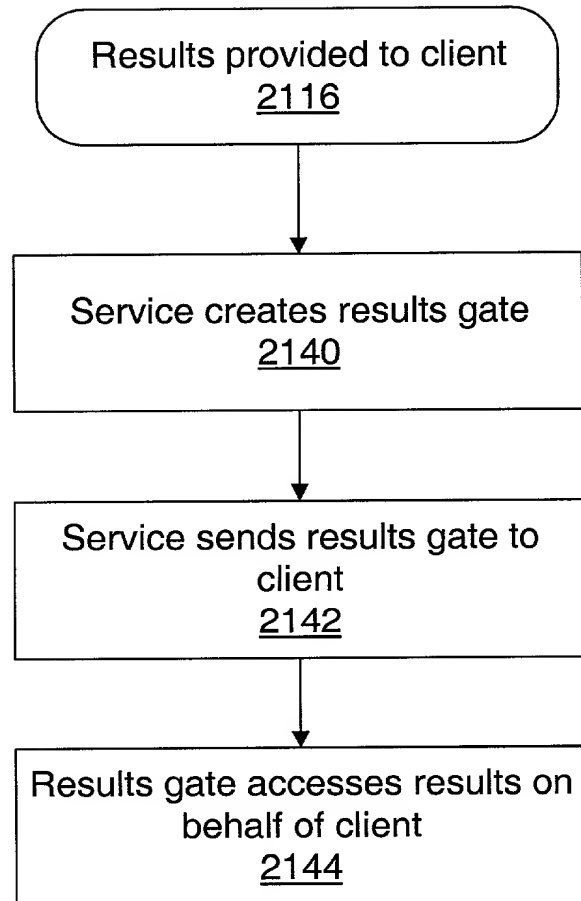 Results provided to client
2116
Service creates results gate
2140
Service sends results gate to
client
2142
Results gate accesses results on
behalf of client
2144